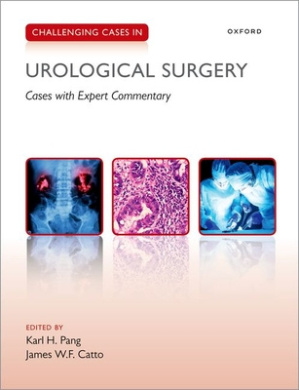 CHALLENGING CASES IN
OXFORD
UROLOGICAL SURGERY
Cases with Expert Commentary
EDITED BY
Karl H. Pang
James W.F. Catto